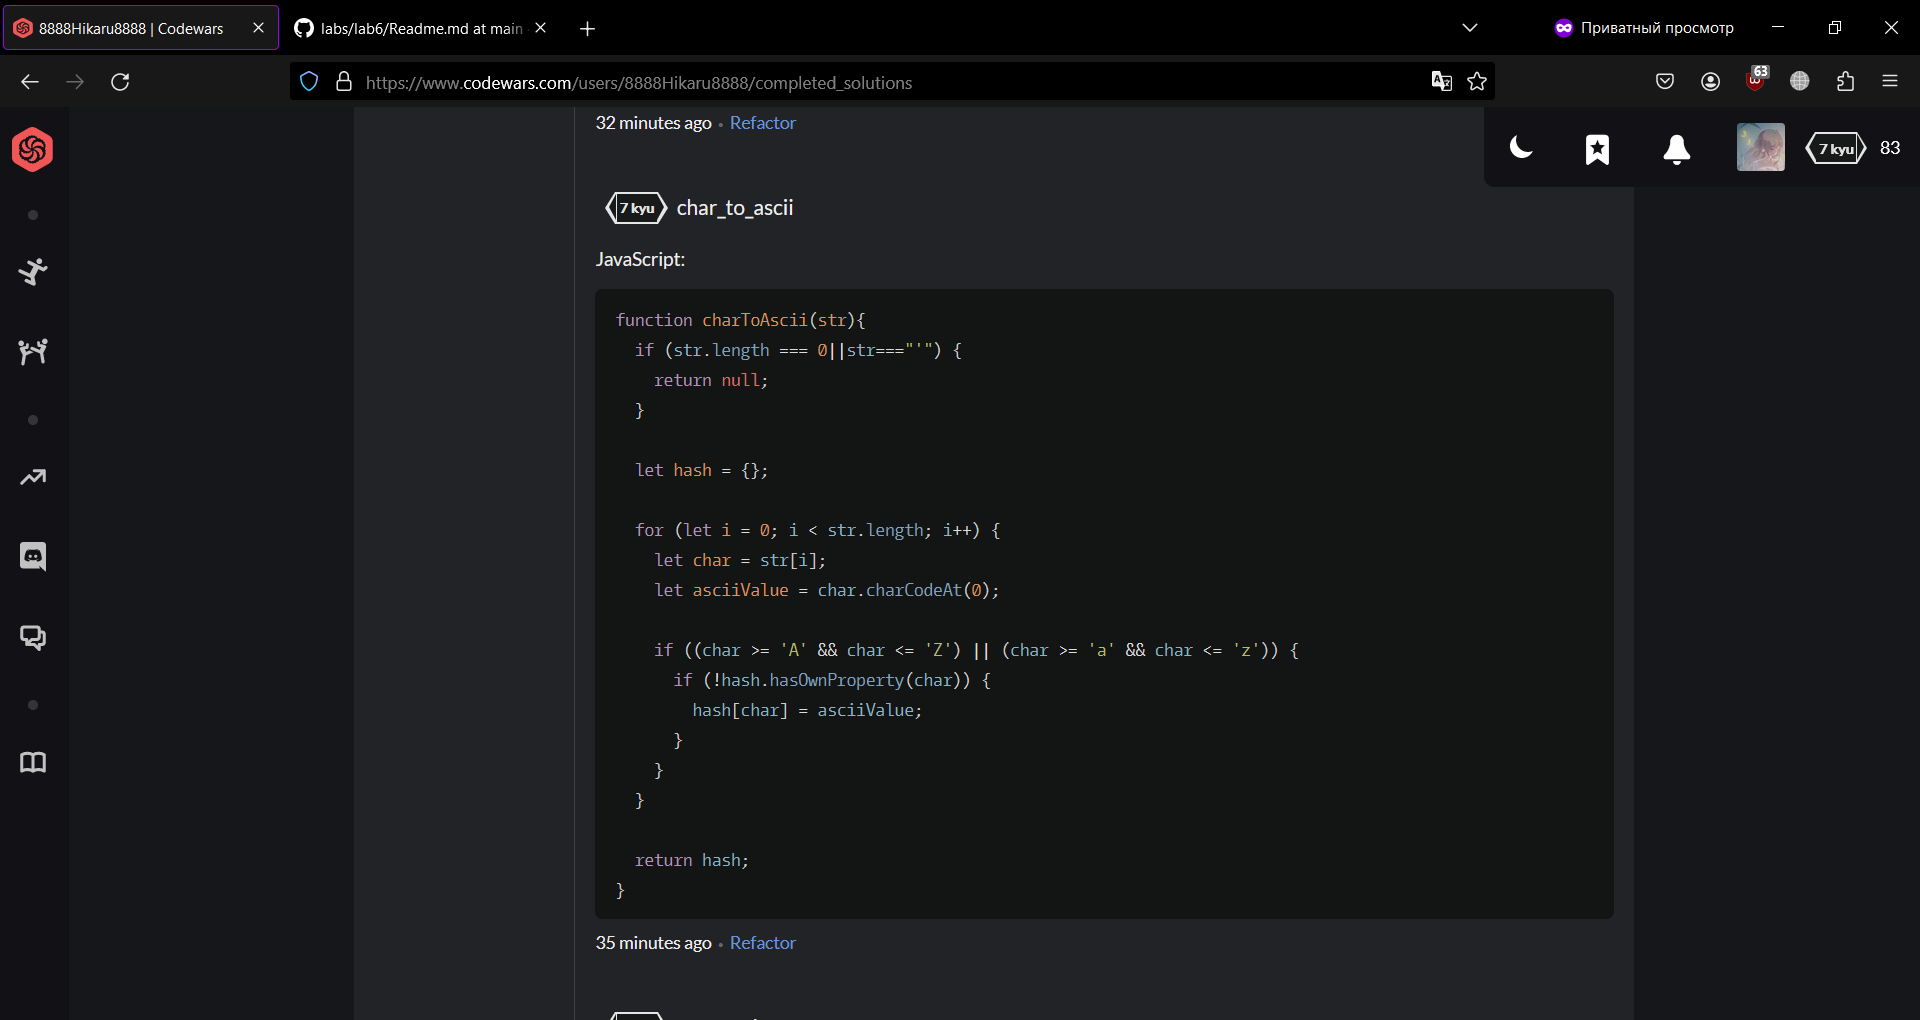 8888Hikaru8888 | Codewars
labs/lab6/Readme.md at main
Приватный просмотр
https://www.codewars.com/users/8888Hikaru8888/completed_solutions
63
32 minutes ago • Refactor
7 kyu 83
7 kyu char_to_ascii
JavaScript:
function charToAscii(str){
  if (str.length === 0||str==="'") {
    return null;
  }
  let hash = {};
  for (let i = 0; i < str.length; i++) {
    let char = str[i];
    let asciiValue = char.charCodeAt(0);
    if ((char >= 'A' && char <= 'Z') || (char >= 'a' && char <= 'z')) {
      if (!hash.hasOwnProperty(char)) {
        hash[char] = asciiValue;
      }
    }
  }
  return hash;
}
35 minutes ago • Refactor